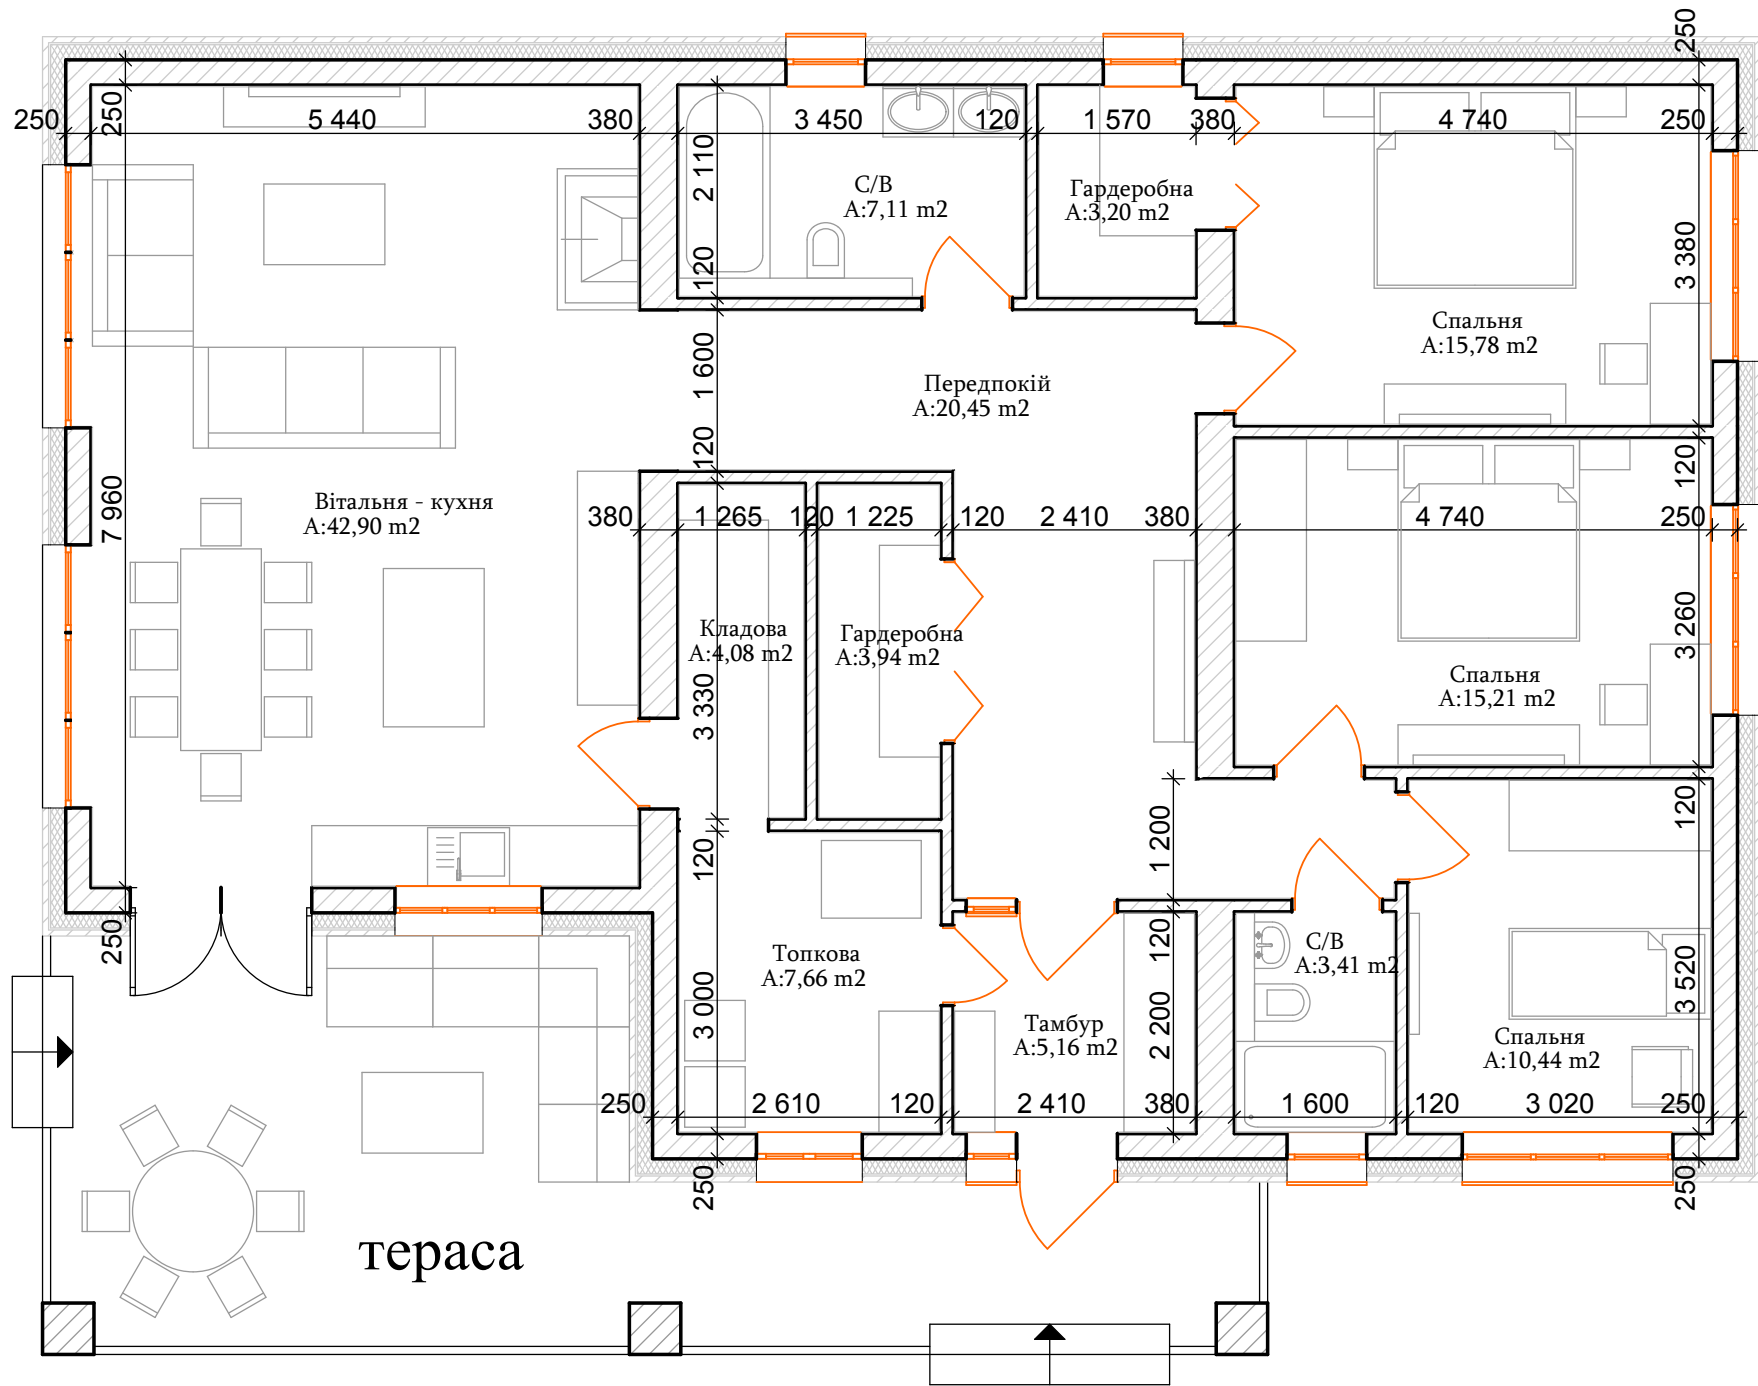 250
250
250
5 440
380
3 450
120
1 570
380
4 740
250
2 110
С/В
А:7,11 m2
Гардеробна
А:3,20 m2
120
3 380
Спальня
А:15,78 m2
1 600
Передпокій
А:20,45 m2
120
120
7 960
Вітальня - кухня
А:42,90 m2
380
1 265
120
1 225
120
2 410
380
4 740
250
Кладова
А:4,08 m2
Гардеробна
А:3,94 m2
3 260
Спальня
А:15,21 m2
3 330
120
1 200
120
250
Топкова
А:7,66 m2
120
С/В
А:3,41 m2
3 000
Тамбур
А:5,16 m2
2 200
3 520
Спальня
А:10,44 m2
250
2 610
120
2 410
380
1 600
120
3 020
250
250
250
тераса